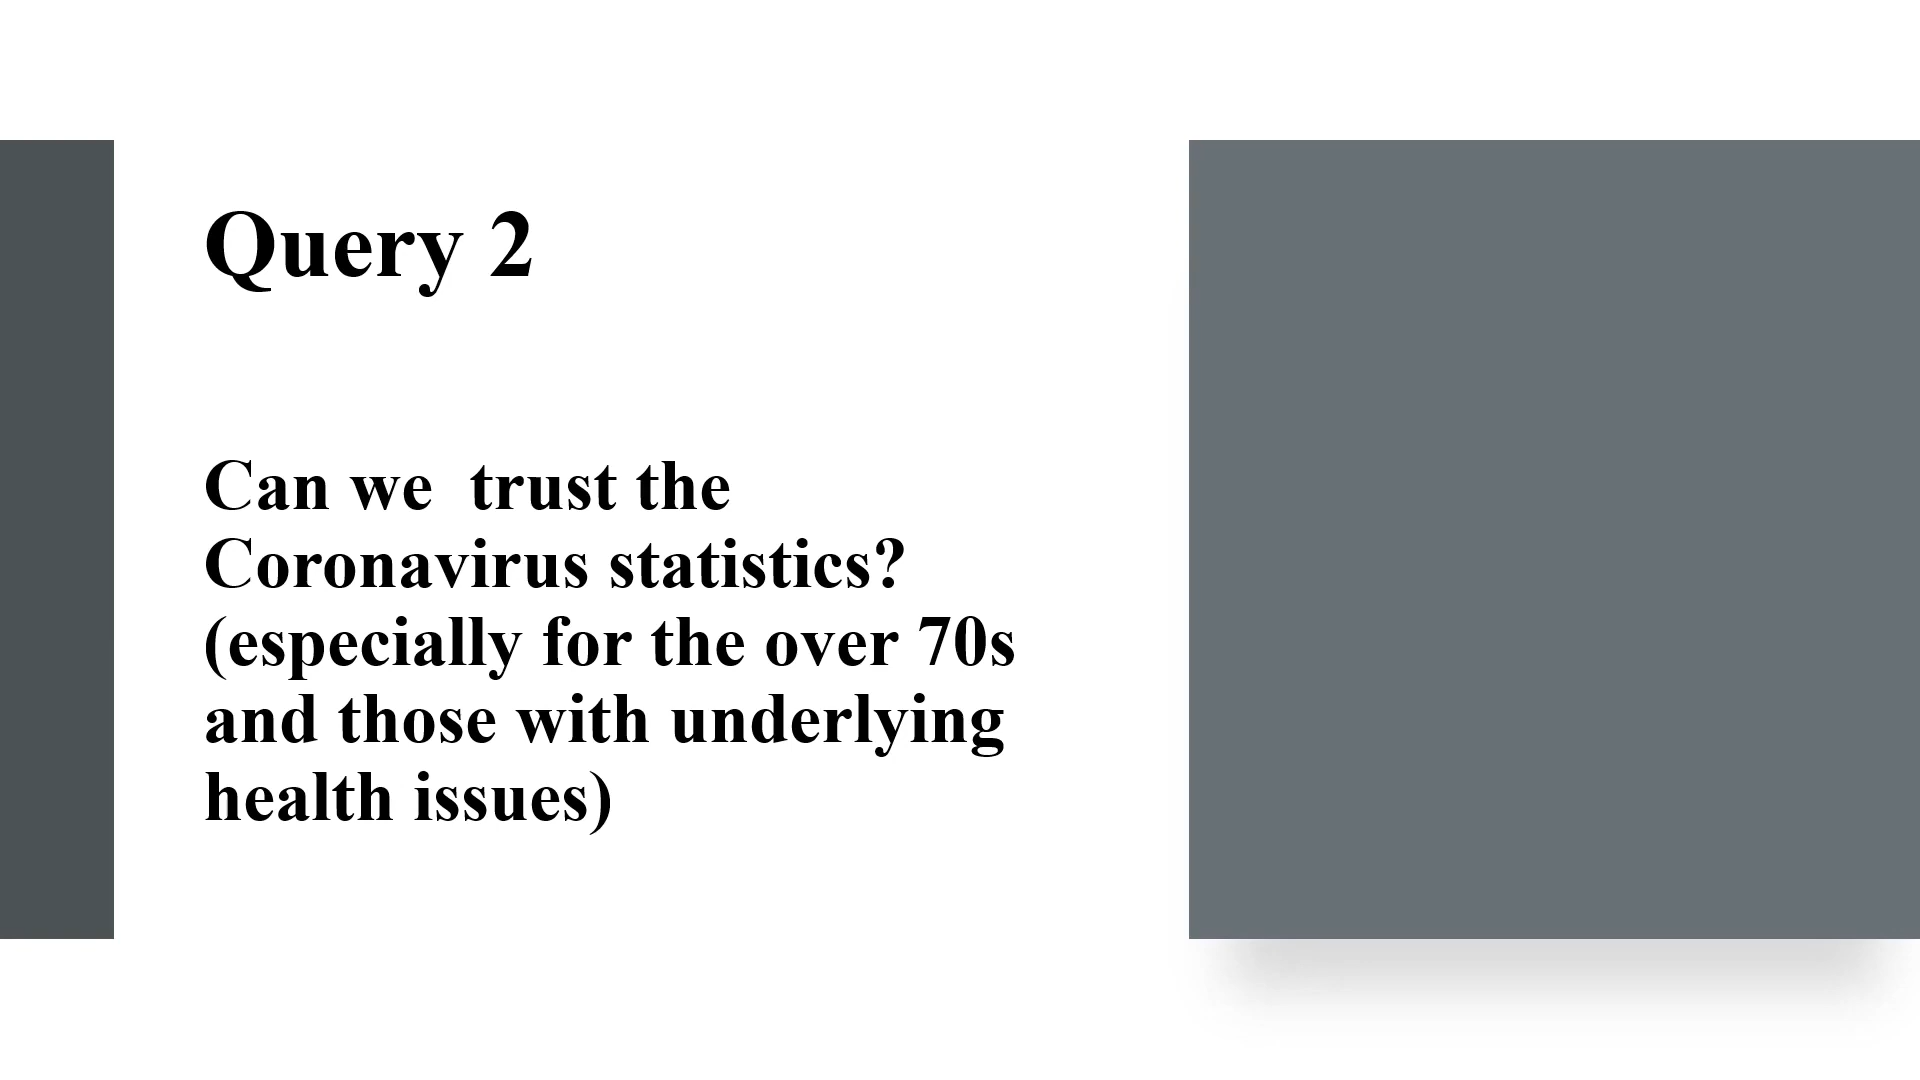 Query 2
Can we  trust the
Coronavirus statistics?
(especially for the over 70s
and those with underlying
health issues)